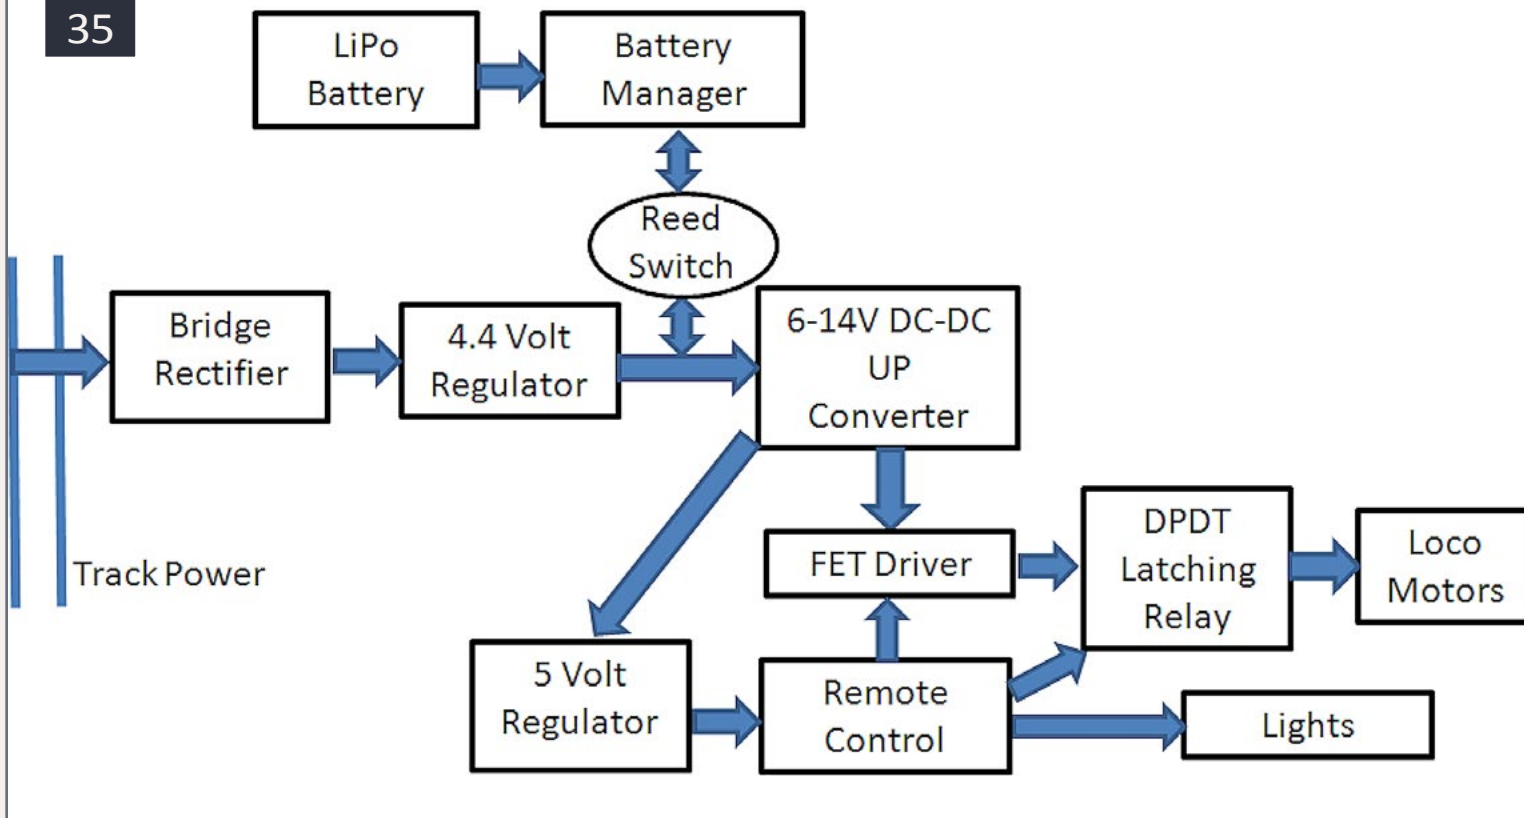 35
LiPo
Battery
Battery
Manager
Reed
Switch
Bridge
Rectifier
4.4 Volt
Regulator
6-14V DC-DC
UP
Converter
Track Power
FET Driver
DPDT
Latching
Relay
Loco
Motors
5 Volt
Regulator
Remote
Control
Lights